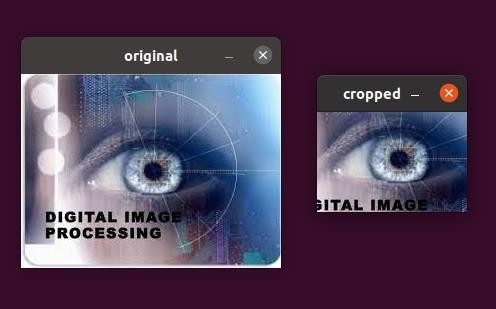 original
DIGITAL IMAGE
PROCESSING
cropped
GITAL IMAGE